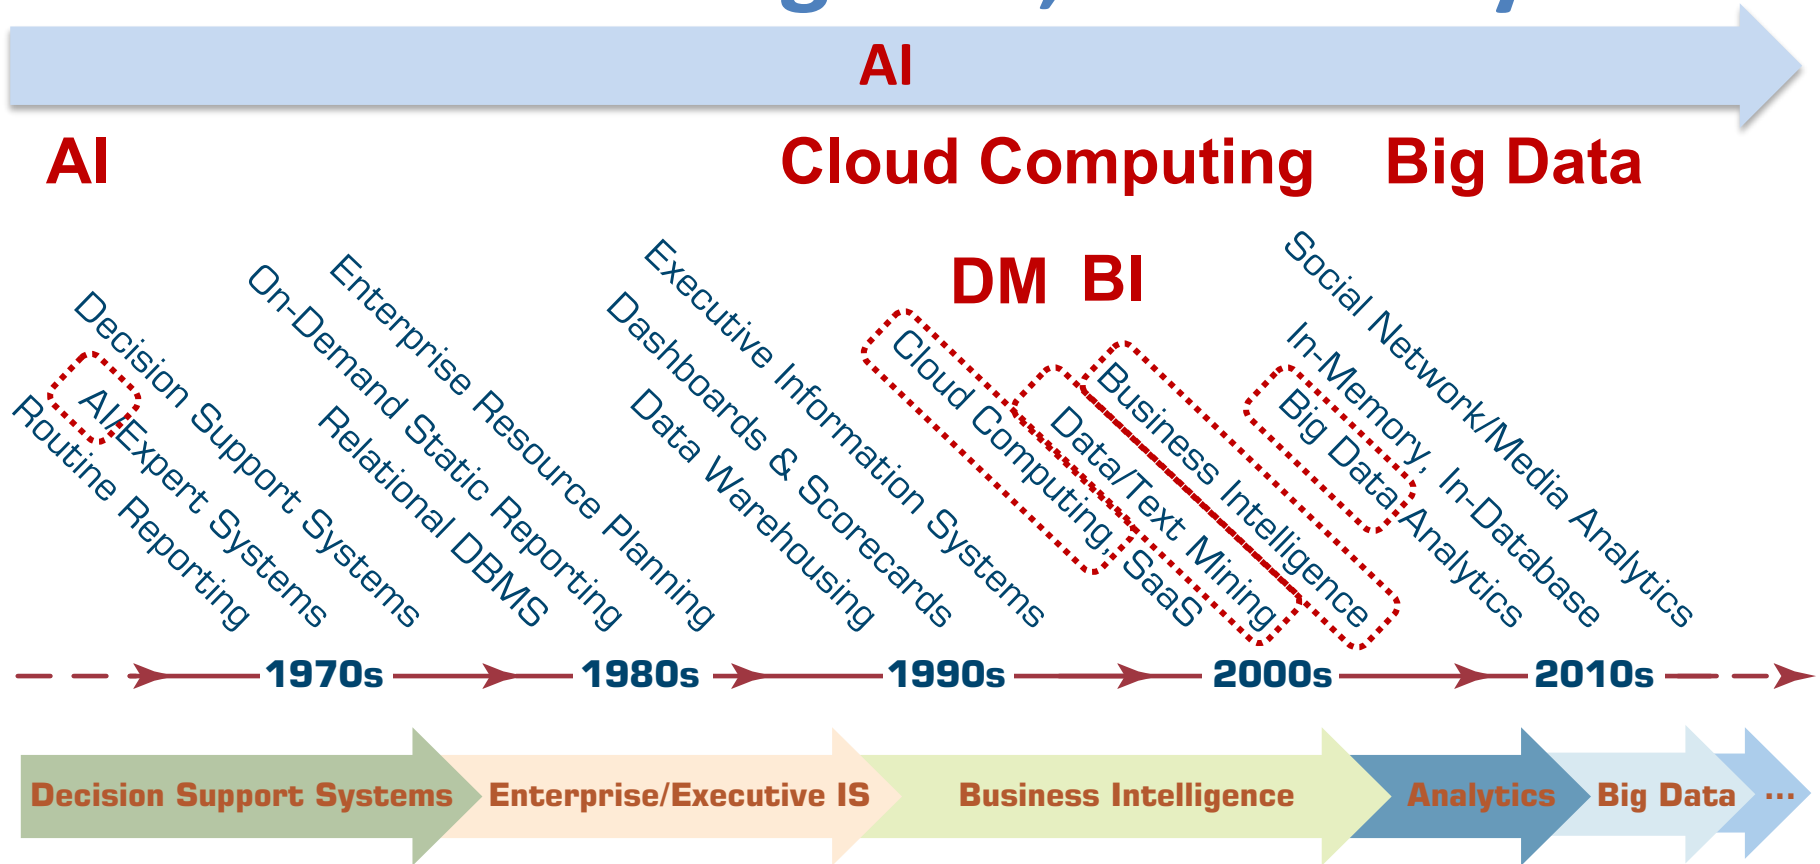 AI
AI
Cloud Computing
Big Data
DM
BI
Routine Reporting
AI/Expert Systems
Decision Support Systems
Relational DBMS
On-Demand Static Reporting
Enterprise Resource Planning
Data Warehousing
Dashboards & Scorecards
Executive Information Systems
Cloud Computing, SaaS
Data/Text Mining
Business Intelligence
Big Data Analytics
In-Memory, In-Database
Social Network/Media Analytics
1970s
1980s
1990s
2000s
2010s
Decision Support Systems
Enterprise/Executive IS
Business Intelligence
Analytics
Big Data
...